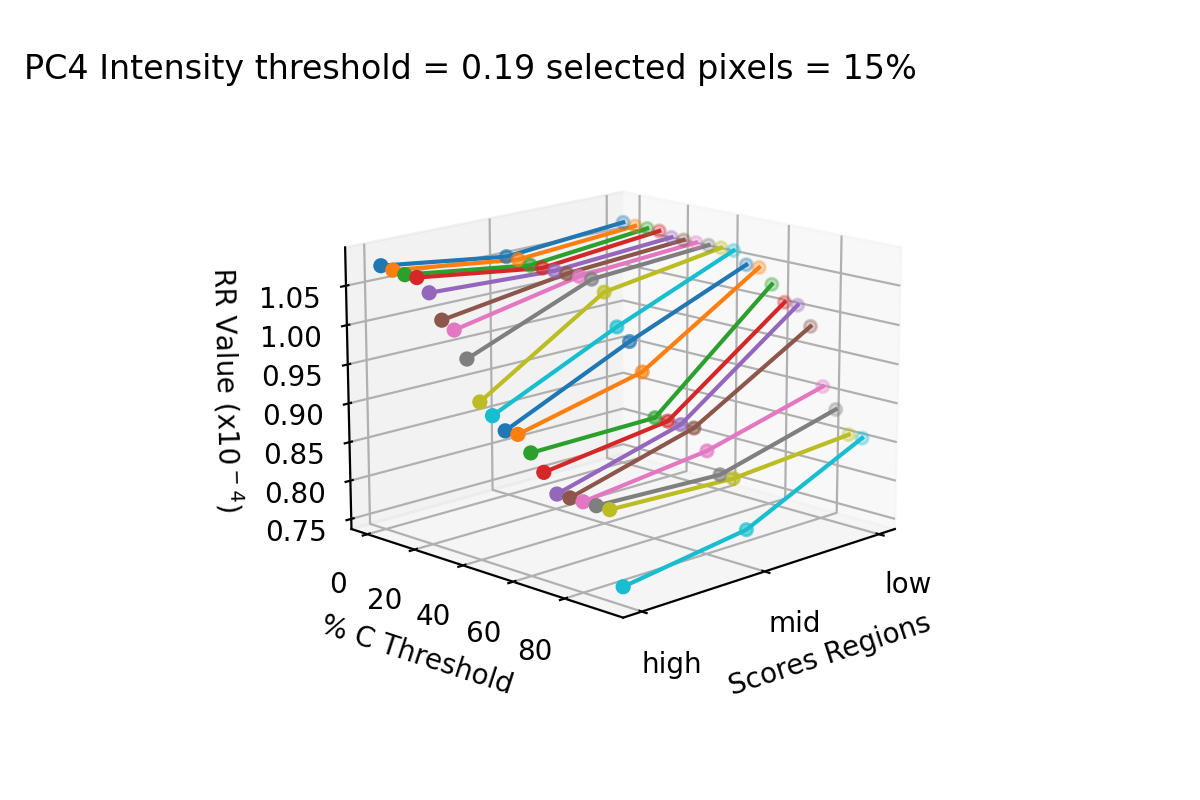 PC4 Intensity threshold = 0.19 selected pixels = 15%
RR Value (x10⁻⁴)
1.05
1.00
0.95
0.90
0.85
0.80
0.75
0
20
40
60
80
% C Threshold
high
mid
low
Scores Regions